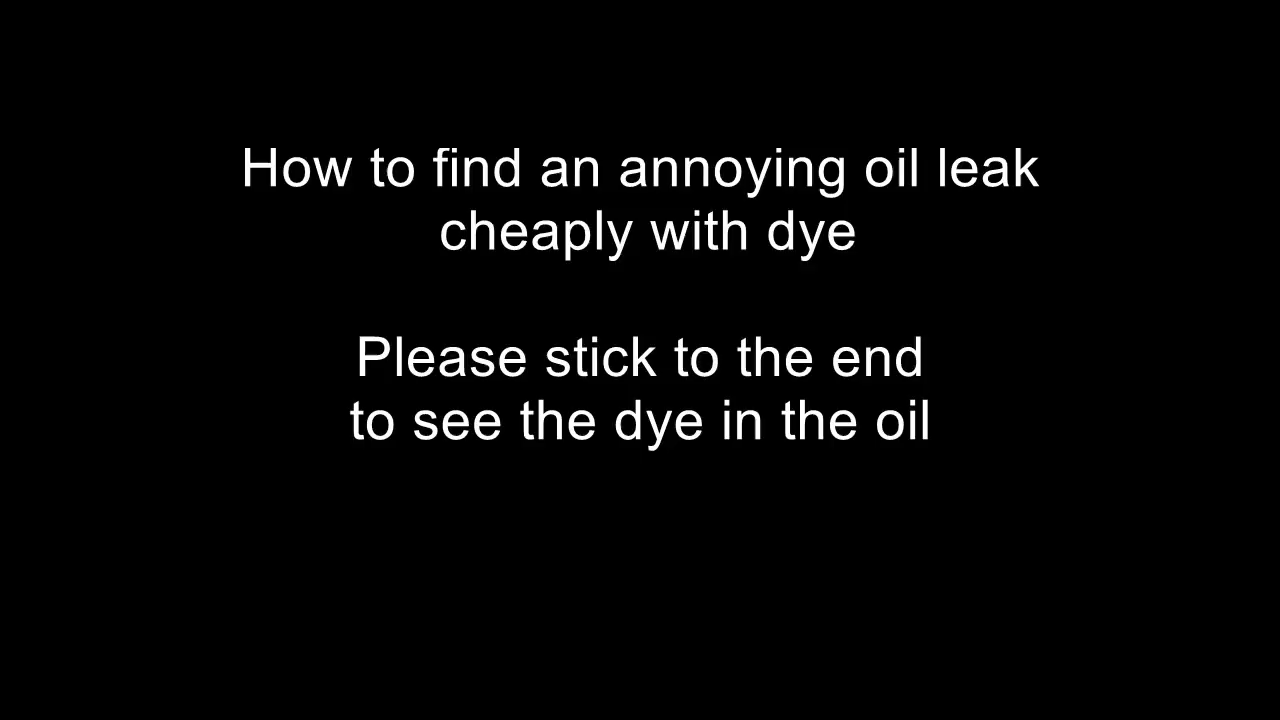 How to find an annoying oil leak
cheaply with dye
Please stick to the end
to see the dye in the oil